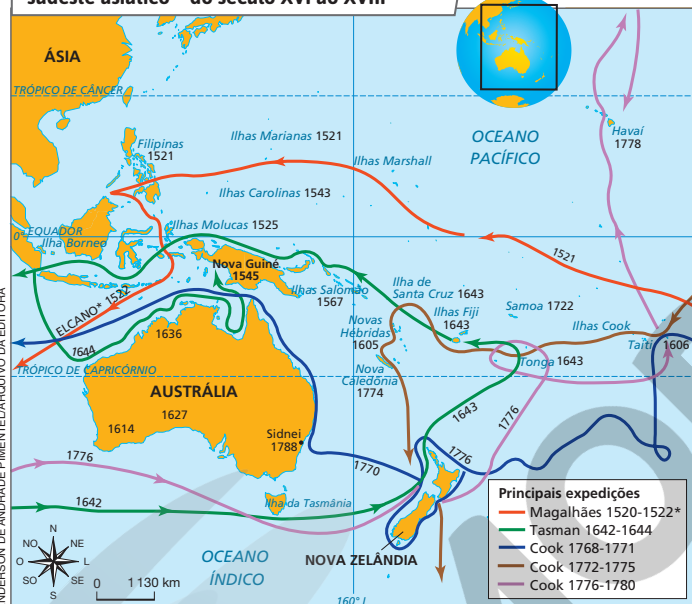 sudeste asiático – do século XVI ao XVIII
ÁSIA
TRÓPICO DE CÂNCER
Filipinas
1521
Ilhas Marianas 1521
OCEANO
PACÍFICO
Havaí
1778
Ilhas Marshall
Ilhas Carolinas 1543
Ilhas Molucas 1525
0° EQUADOR
Ilha Borneo
Nova Guiné
1545
1521
Ilhas Salomão
1567
Ilha de
Santa Cruz 1643
Ilhas Fiji
1643
Samoa 1722
Ilhas Cook
Taiti
1606
Novas
Hébridas
1605
Tonga 1643
ELCANO* 1522
1644
1636
TRÓPICO DE CAPRICÓRNIO
Nova
Caledônia
1774
AUSTRÁLIA
1627
1614
Sidnei
1788
1643
1776
1776
1776
1770
1642
Ilha da Tasmânia
NOVA ZELÂNDIA
OCEANO
ÍNDICO
160° L
Principais expedições
Magalhães 1520-1522*
Tasman 1642-1644
Cook 1768-1771
Cook 1772-1775
Cook 1776-1780
N
NO
NE
O
L
SO
SE
S
0 1 130 km
NDERSON DE ANDRADE PIMENTEL/ARQUIVO DA EDITORA